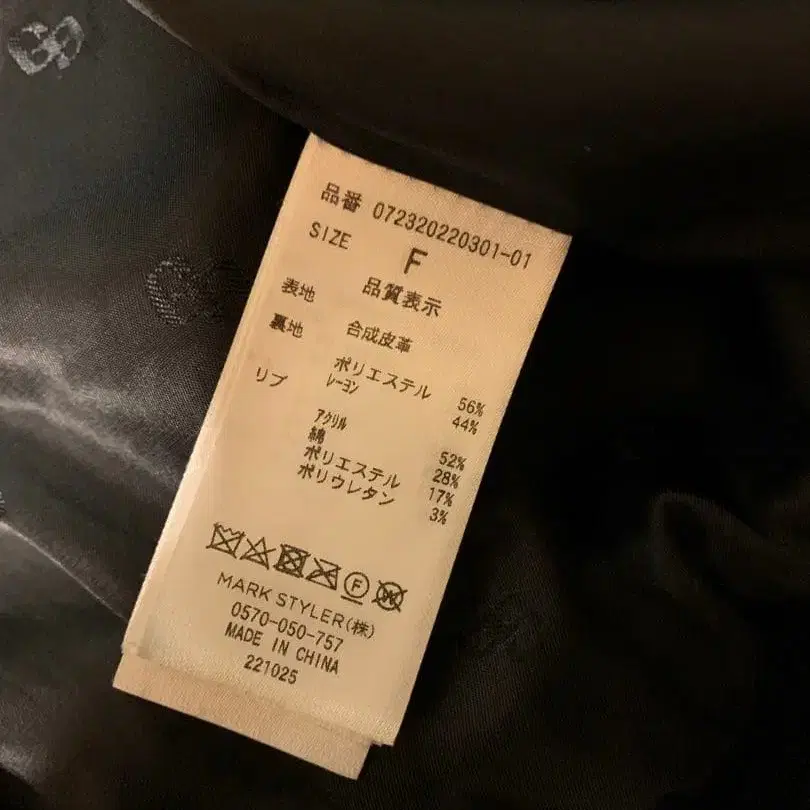 品番 072320220301-01
SIZE F
品質表示
表地 合成皮革
裏地
ポリエステル 56%
レーヨン 44%
リブ
アクリル 52%
綿 28%
ポリエステル 17%
ポリウレタン 3%
F W
MARK STYLER(株)
0570-050-757
MADE IN CHINA
221025